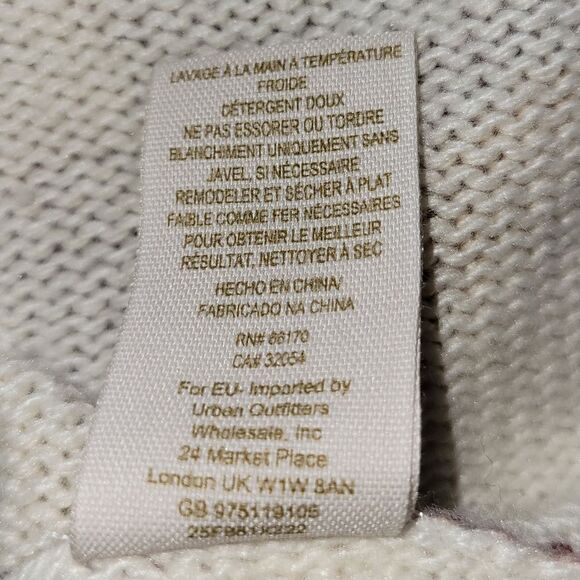 LAVAGE À LA MAIN À TEMPÉRATURE
FROIDE
DÉTERGENT DOUX
NE PAS ESSORER OU TORDRE
BLANCHIMENT UNIQUEMENT SANS
JAVEL, SI NÉCESSAIRE
REMODELER ET SÉCHER À PLAT
FAIBLE COMME FER NÉCESSAIRES
POUR OBTENIR LE MEILLEUR
RÉSULTAT, NETTOYER À SEC
HECHO EN CHINA/
FABRICADO NA CHINA
RN# 66170
CA# 32054
For EU- Imported by
Urban Outfitters
Wholesale, Inc
24 Market Place
London UK W1W 8AN
GB 975119106